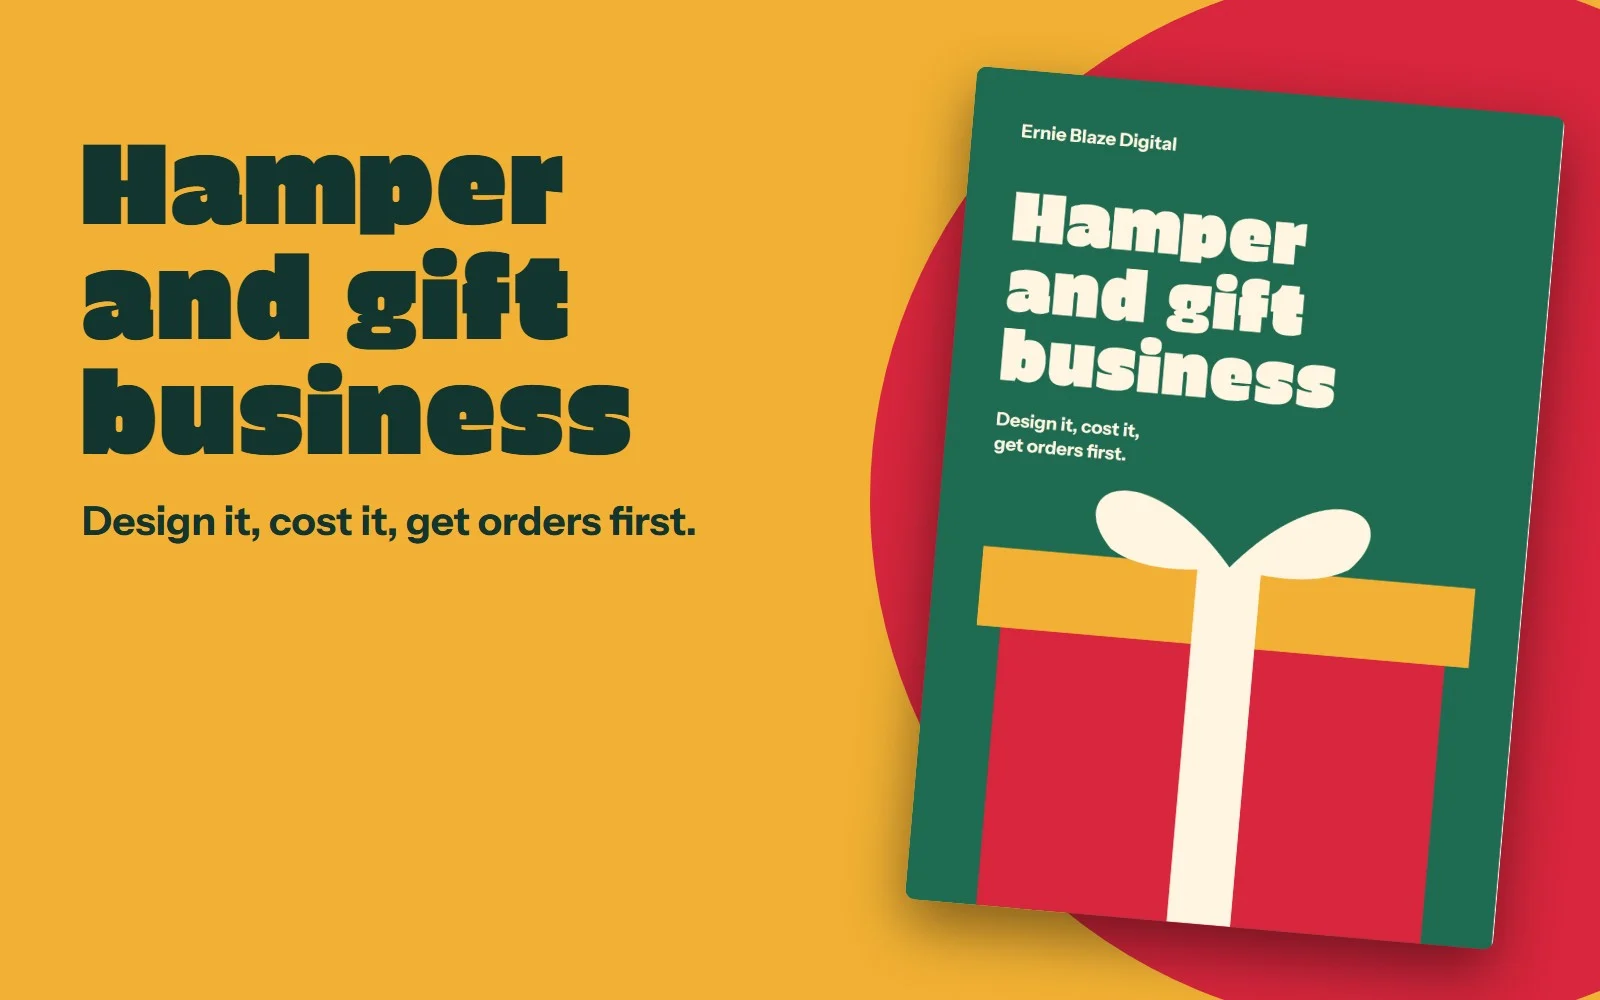 Hamper
and gift
business
Design it, cost it, get orders first.
Ernie Blaze Digital
Hamper
and gift
business
Design it, cost it,
get orders first.